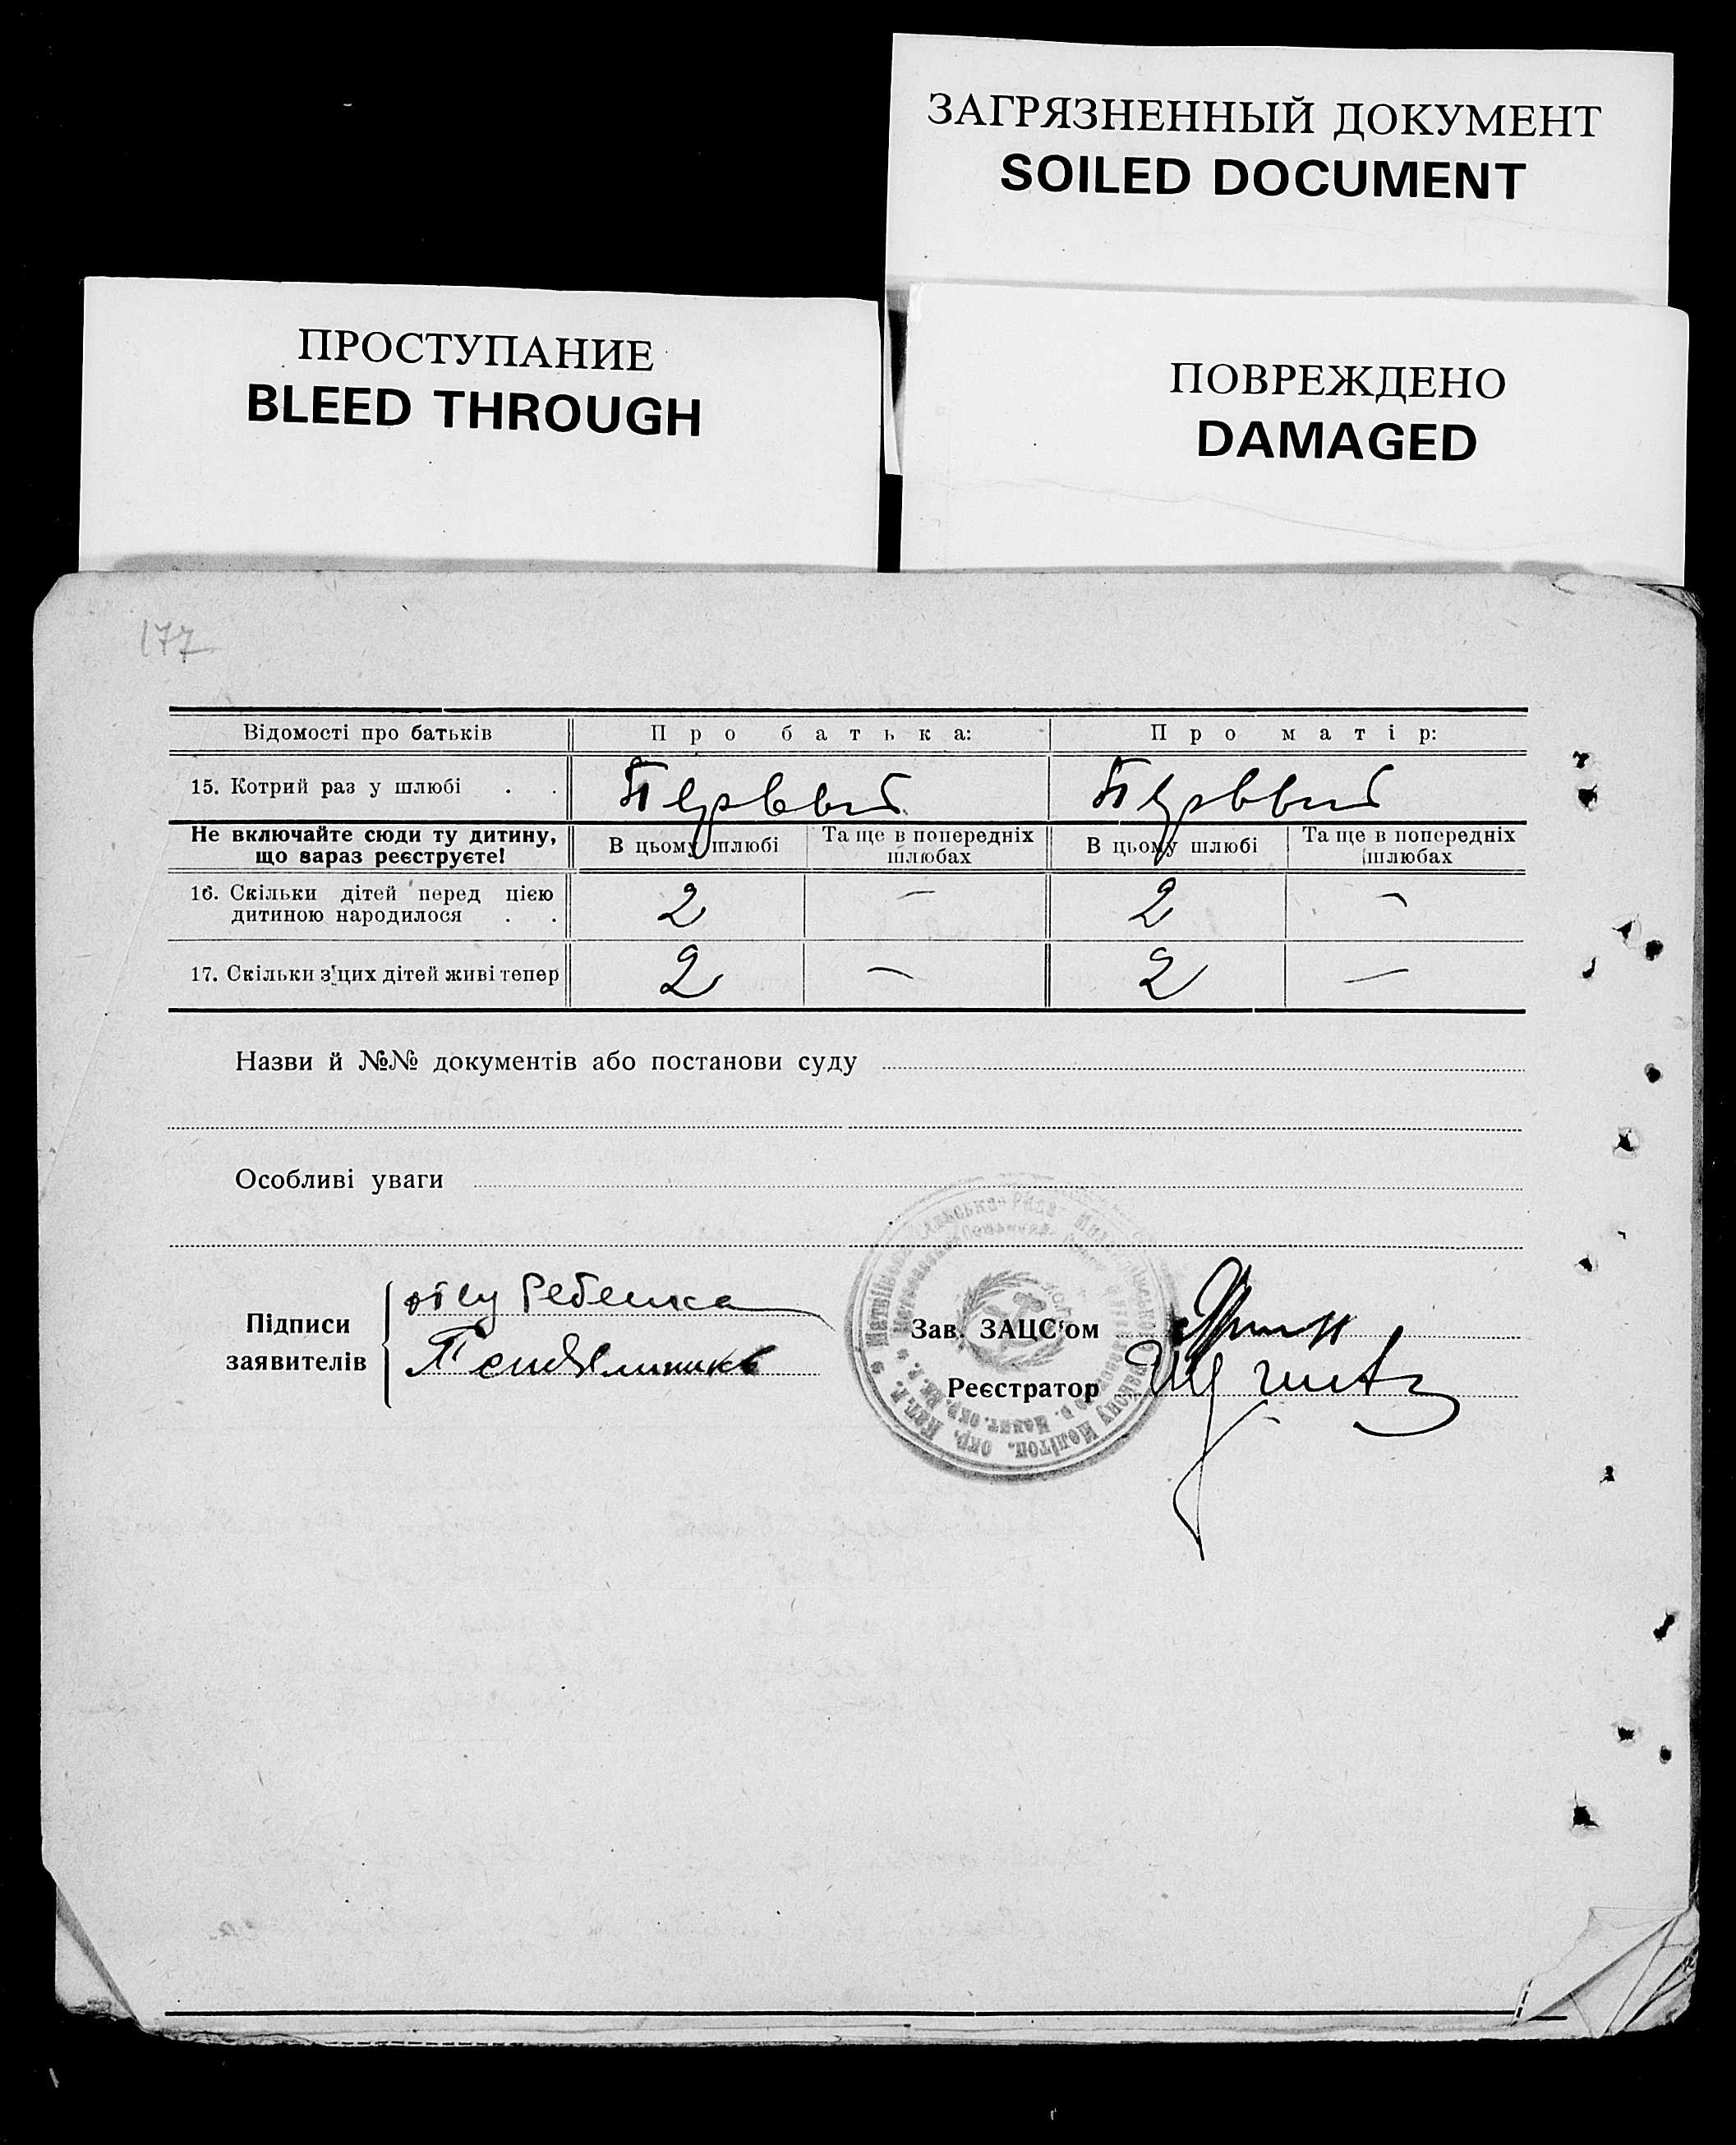 ЗАГРЯЗНЕННЫЙ ДОКУМЕНТ
SOILED DOCUMENT
ПРОСТУПАНИЕ
BLEED THROUGH
ПОВРЕЖДЕНО
DAMAGED
177
Відомості про батьків Про батька: Про матір:
15. Котрий раз у шлюбі . . Первый Первый
Не включайте сюди ту дитину, що зараз реєструєте! В цьому шлюбі Та ще в попередніх шлюбах В цьому шлюбі Та ще в попередніх шлюбах
16. Скільки дітей перед цією дитиною народилося . . 2 — 2 —
17. Скільки з цих дітей живі тепер 2 — 2 —
Назви й №№ документів або постанови суду
Особливі уваги
Підписи заявителів
отец ребенка
Зав. ЗАЦС'ом
Реєстратор